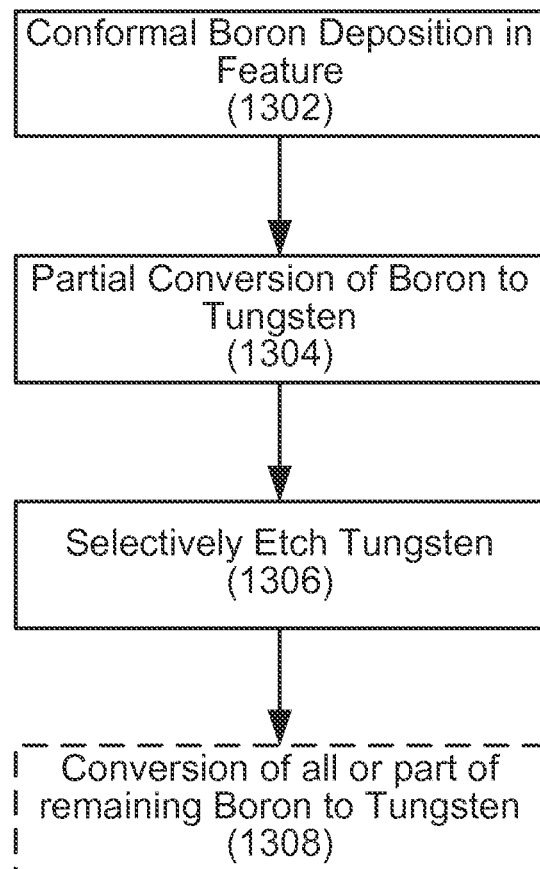 Conformal Boron Deposition in
Feature
(1302)
Partial Conversion of Boron to
Tungsten
(1304)
Selectively Etch Tungsten
(1306)
Conversion of all or part of
remaining Boron to Tungsten
(1308)